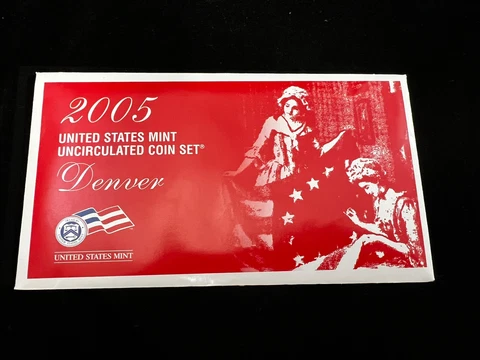 2005
UNITED STATES MINT
UNCIRCULATED COIN SET®
Denver
UNITED STATES MINT